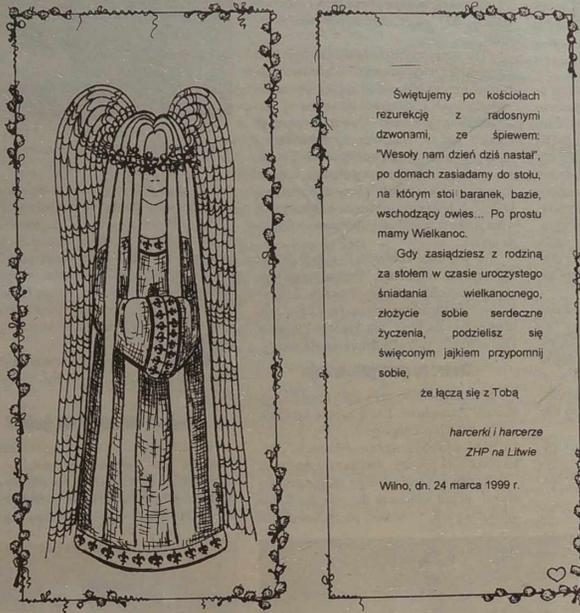 Świętujemy po kościołach
rezurekcję z radosnymi
dzwonami, ze śpiewem:
"Wesoły nam dzień dziś nastał",
po domach zasiadamy do stołu,
na którym stoi baranek, bazie,
wschodzący owies... Po prostu
mamy Wielkanoc.
Gdy zasiądziesz z rodziną
za stołem w czasie uroczystego
śniadania wielkanocnego,
złożycie sobie serdeczne
życzenia, podzielisz się
święconym jajkiem przypomnij
sobie,
że łączą się z Tobą
harcerki i harcerze
ZHP na Litwie
Wilno, dn. 24 marca 1999 r.